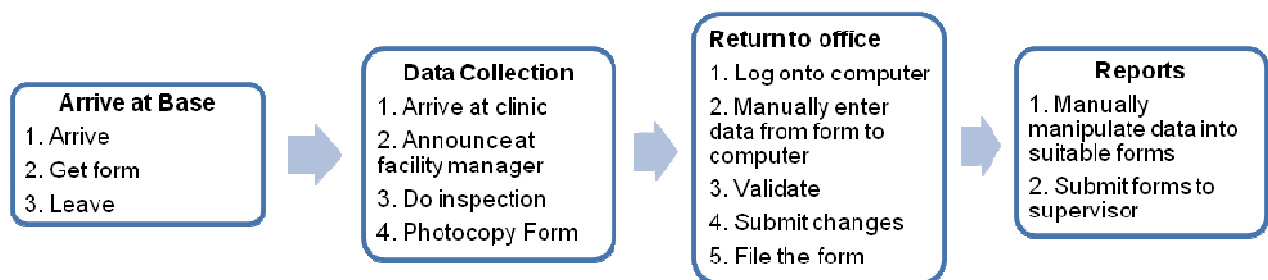 Arrive at Base
1. Arrive
2. Get form
3. Leave
Data Collection
1. Arrive at clinic
2. Announce at
facility manager
3. Do inspection
4. Photocopy Form
Return to office
1. Log onto computer
2. Manually enter
data from form to
computer
3. Validate
4. Submit changes
5. File the form
Reports
1. Manually
manipulate data into
suitable forms
2. Submit forms to
supervisor